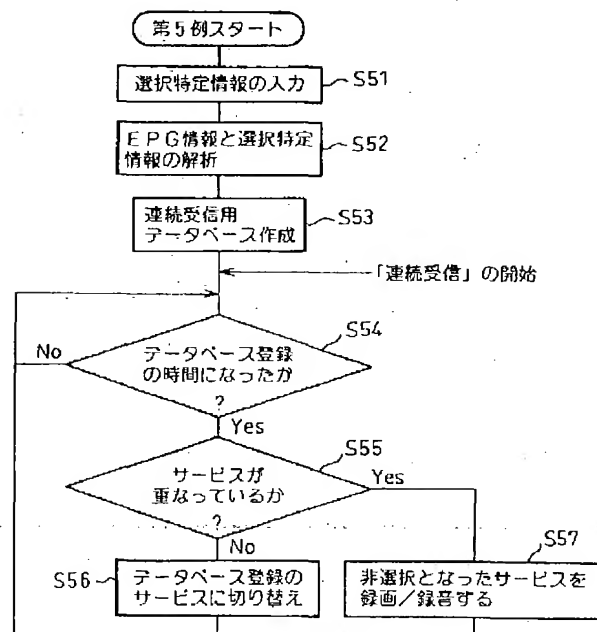 第5例スタート
選択特定情報の入力
S51
EPG情報と選択特定
情報の解析
S52
連続受信用
データベース作成
S53
「連続受信」の開始
S54
No
データベース登録
の時間になったか
?
Yes
S55
サービスが
重なっているか
?
Yes
No
S56
データベース登録の
サービスに切り替え
S57
非選択となったサービスを
録画/録音する